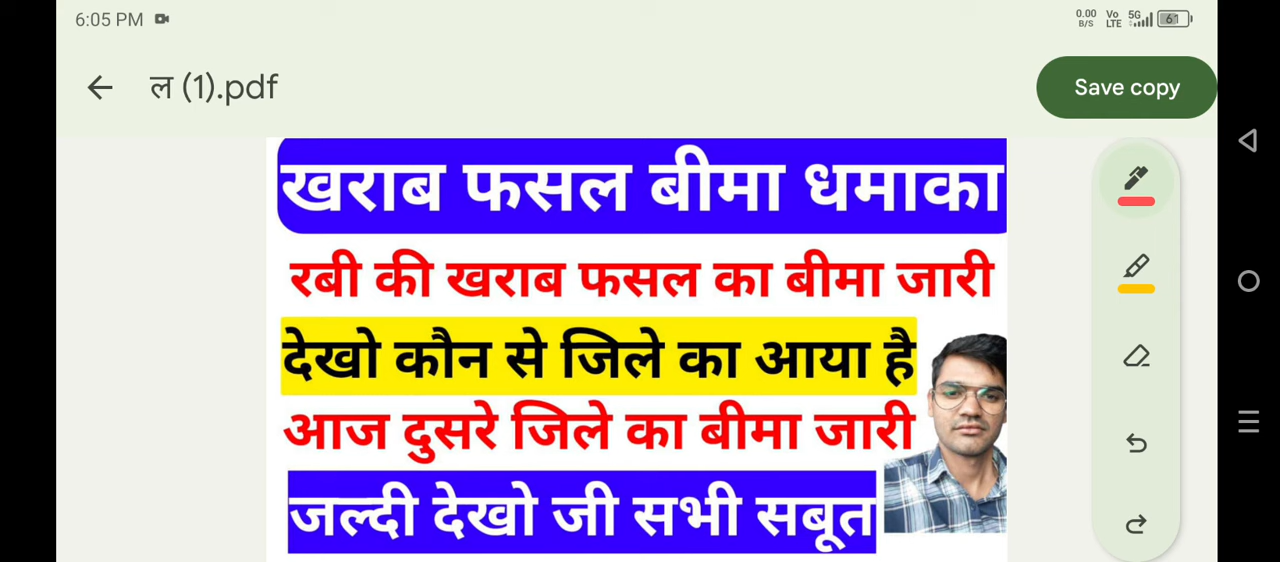 6:05 PM
0.00 B/S Vo LTE 5G 61
ल (1).pdf
Save copy
खराब फसल बीमा धमाका
रबी की खराब फसल का बीमा जारी
देखो कौन से जिले का आया है
आज दुसरे जिले का बीमा जारी
जल्दी देखो जी सभी सबूत